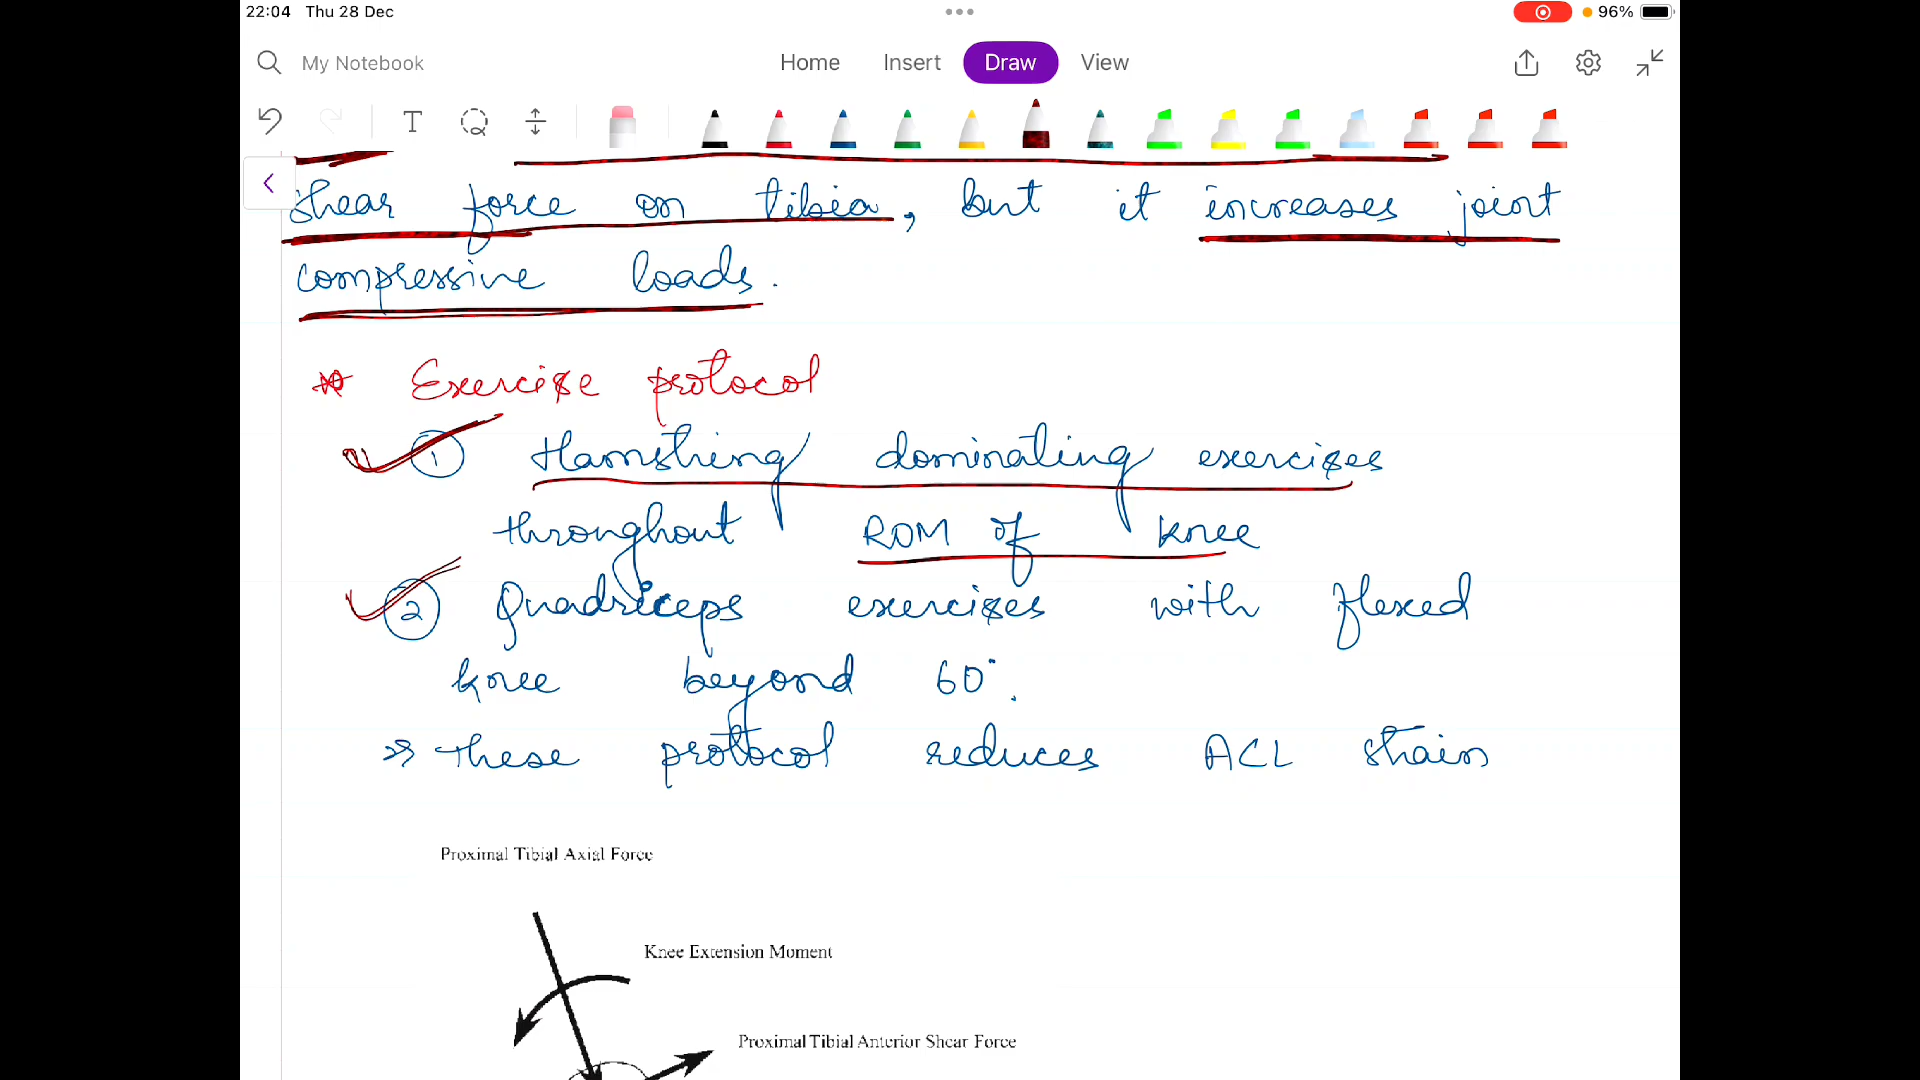 22:04 Thu 28 Dec
96%
My Notebook
Home Insert Draw View
T
shear force on tibia, but it increases joint
compressive loads.
* Exercise protocol
1 Hamstring dominating exercises
throughout ROM of knee
2 Quadriceps exercises with flexed
knee beyond 60°.
>> these protocol reduces ACL strain
Proximal Tibial Axial Force
Knee Extension Moment
Proximal Tibial Anterior Shear Force